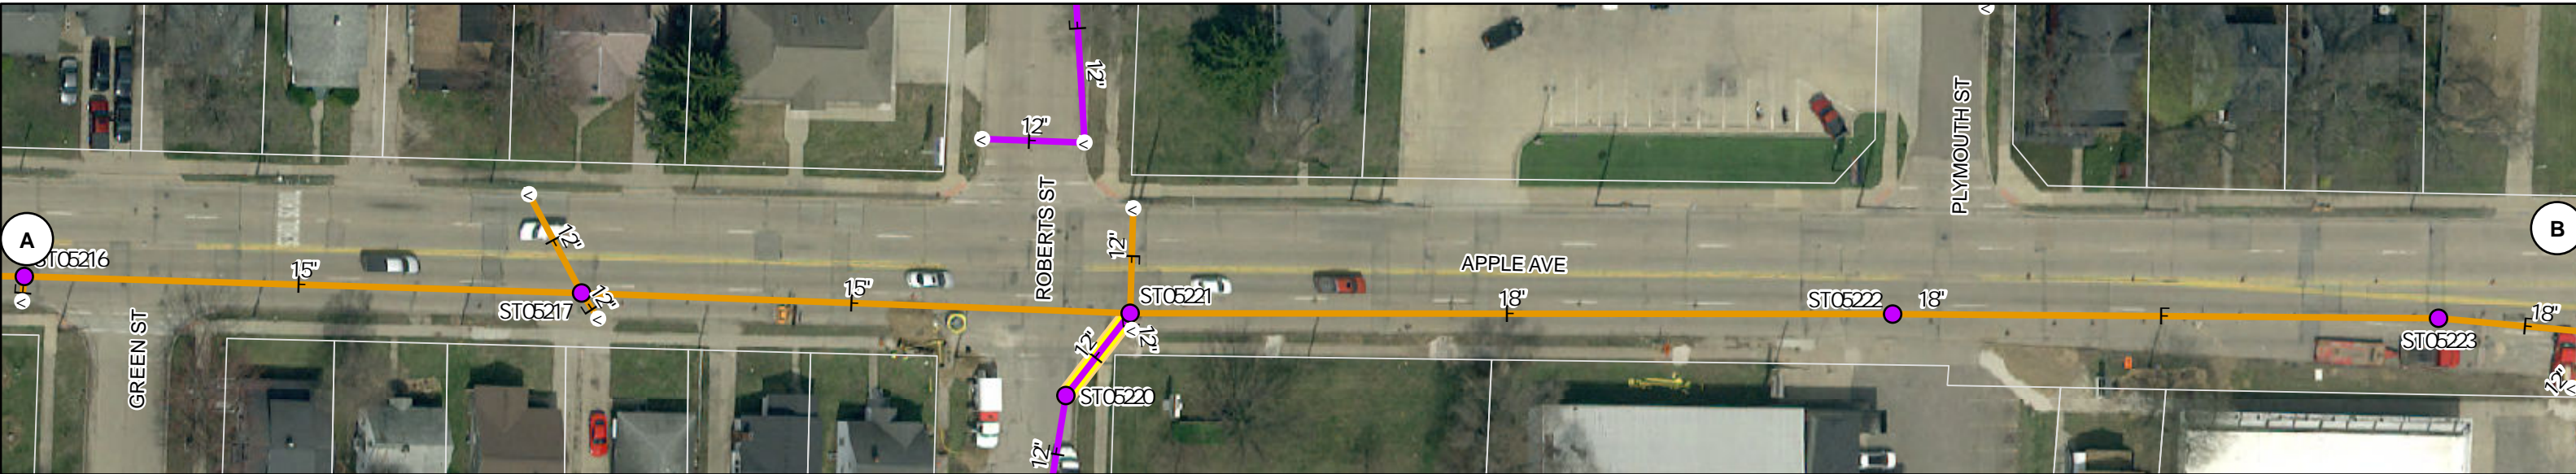 12"
12"
PLYMOUTH ST
ROBERTS ST
A
B
12"
12"
ST05216
15"
15"
APPLE AVE
ST05217
12"
ST05221
18"
ST05222
18"
18"
ST05223
GREEN ST
12"
12"
ST05220
12"
12"